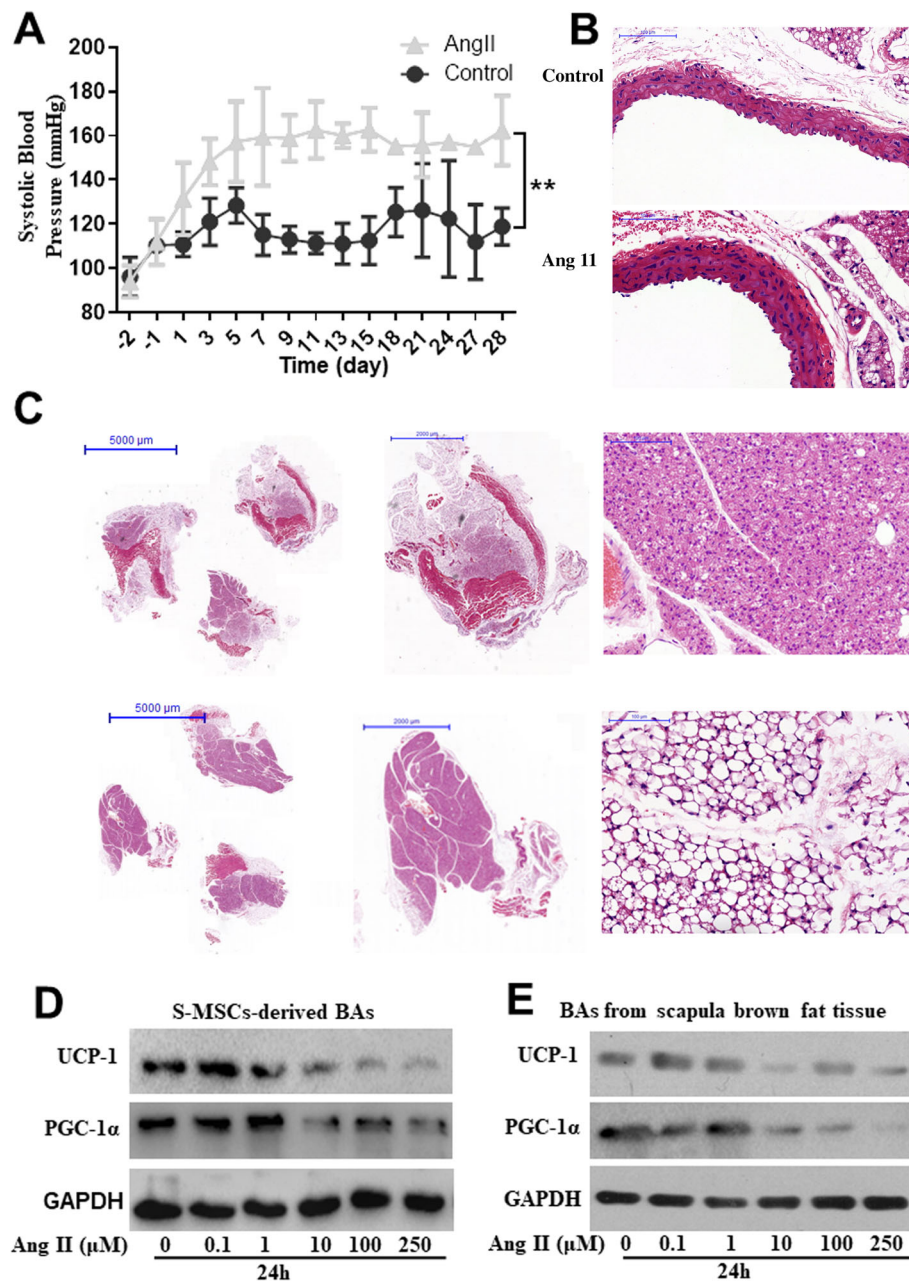 A
AngII
Control
Systolic Blood
Pressure (mmHg)
200
180
160
140
120
100
80
**
-2 -1 1 3 5 7 9 11 13 15 18 21 24 27 28
Time (day)
B
Control
Ang 11
C
5000 µm
2000 µm
5000 µm
2000 µm
100 µm
D
S-MSCs-derived BAs
UCP-1
PGC-1α
GAPDH
Ang II (µM) 0 0.1 1 10 100 250
24h
E
BAs from scapula brown fat tissue
UCP-1
PGC-1α
GAPDH
Ang II (µM) 0 0.1 1 10 100 250
24h